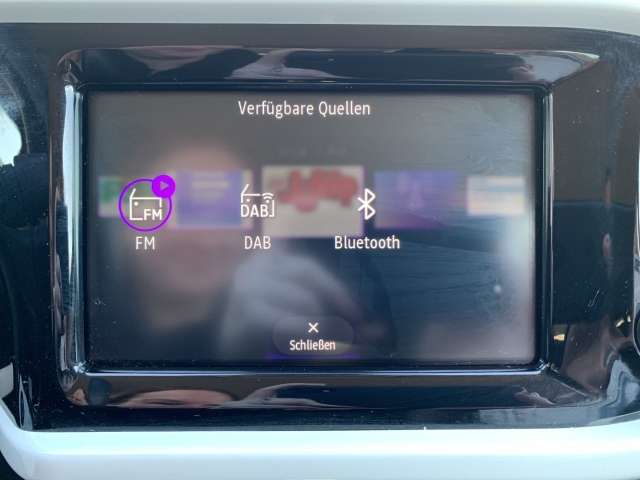 Verfügbare Quellen
FM
DAB
FM
DAB
Bluetooth
Schließen